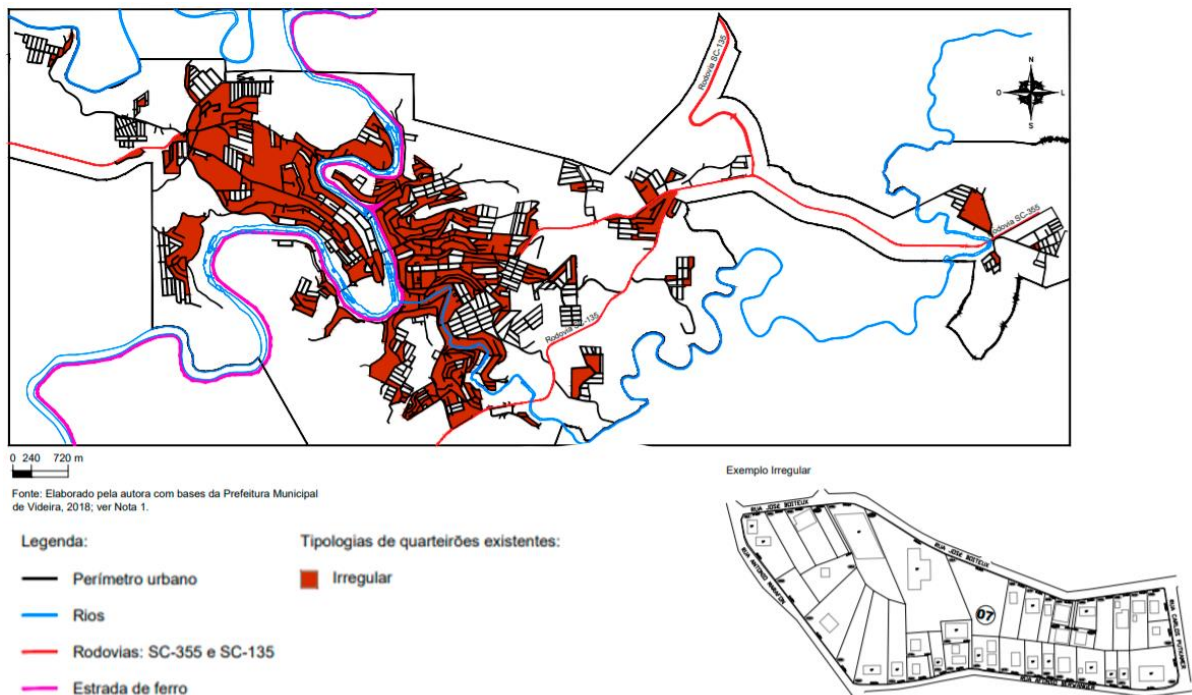 Rodovia SC-135
N
O
L
S
Rodovia SC-355
Rodovia SC-135
0 240 720 m
Fonte: Elaborado pela autora com bases da Prefeitura Municipal
de Videira, 2018; ver Nota 1.
Legenda:
Perímetro urbano
Rios
Rodovias: SC-355 e SC-135
Estrada de ferro
Tipologias de quarteirões existentes:
Irregular
Exemplo Irregular
RUA JOSE BOITEUX
RUA JOSE BOITEUX
07